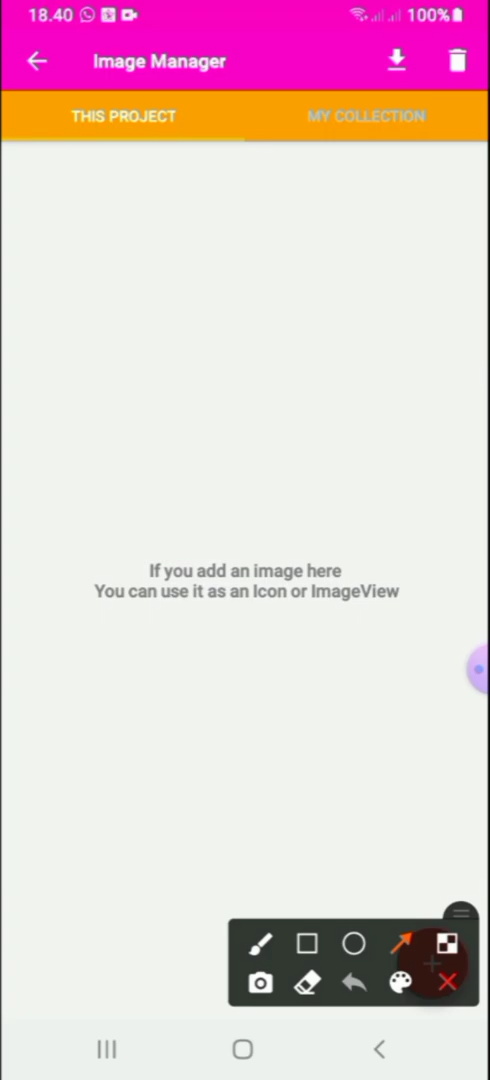 18.40
100%
Image Manager
THIS PROJECT
MY COLLECTION
If you add an image here
You can use it as an Icon or ImageView